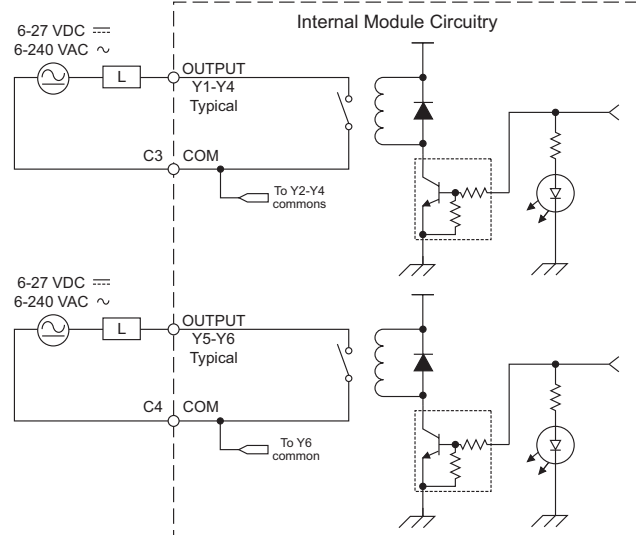 Internal Module Circuitry
6-27 VDC
6-240 VAC
L
OUTPUT
Y1-Y4
Typical
C3
COM
To Y2-Y4
commons
6-27 VDC
6-240 VAC
L
OUTPUT
Y5-Y6
Typical
C4
COM
To Y6
common